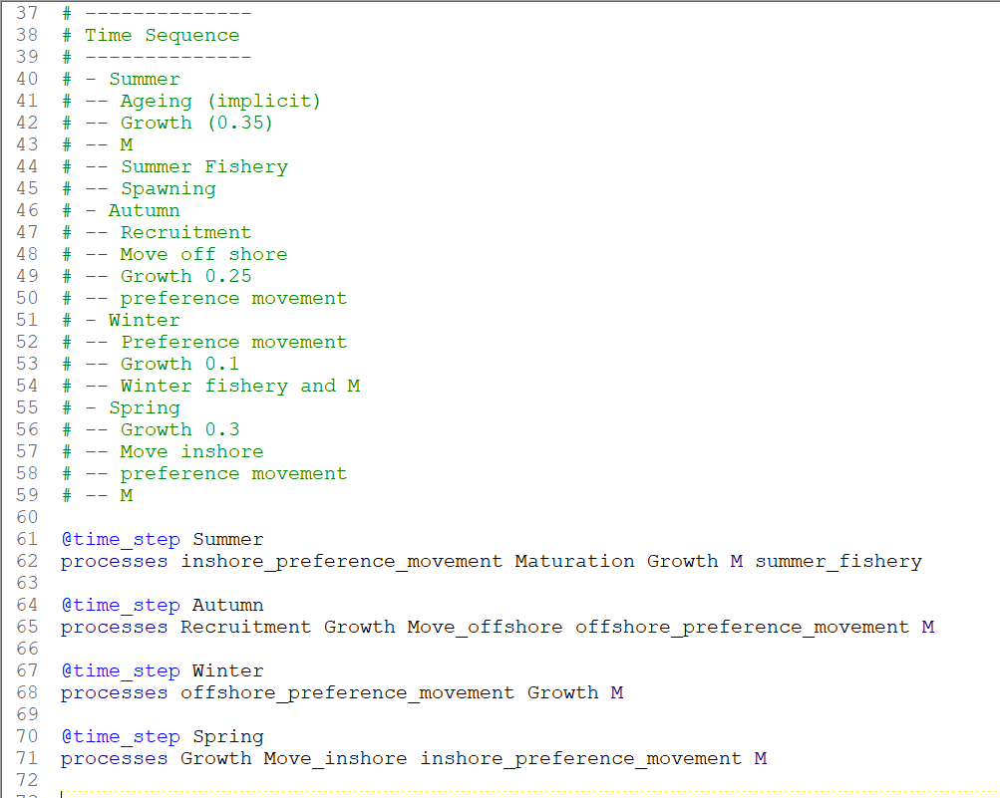 37 # --------------
38 # Time Sequence
39 # --------------
40 # - Summer
41 # -- Ageing (implicit)
42 # -- Growth (0.35)
43 # -- M
44 # -- Summer Fishery
45 # -- Spawning
46 # - Autumn
47 # -- Recruitment
48 # -- Move off shore
49 # -- Growth 0.25
50 # -- preference movement
51 # - Winter
52 # -- Preference movement
53 # -- Growth 0.1
54 # -- Winter fishery and M
55 # - Spring
56 # -- Growth 0.3
57 # -- Move inshore
58 # -- preference movement
59 # -- M
60
61 @time_step Summer
62 processes inshore_preference_movement Maturation Growth M summer_fishery
63
64 @time_step Autumn
65 processes Recruitment Growth Move_offshore offshore_preference_movement M
66
67 @time_step Winter
68 processes offshore_preference_movement Growth M
69
70 @time_step Spring
71 processes Growth Move_inshore inshore_preference_movement M
72